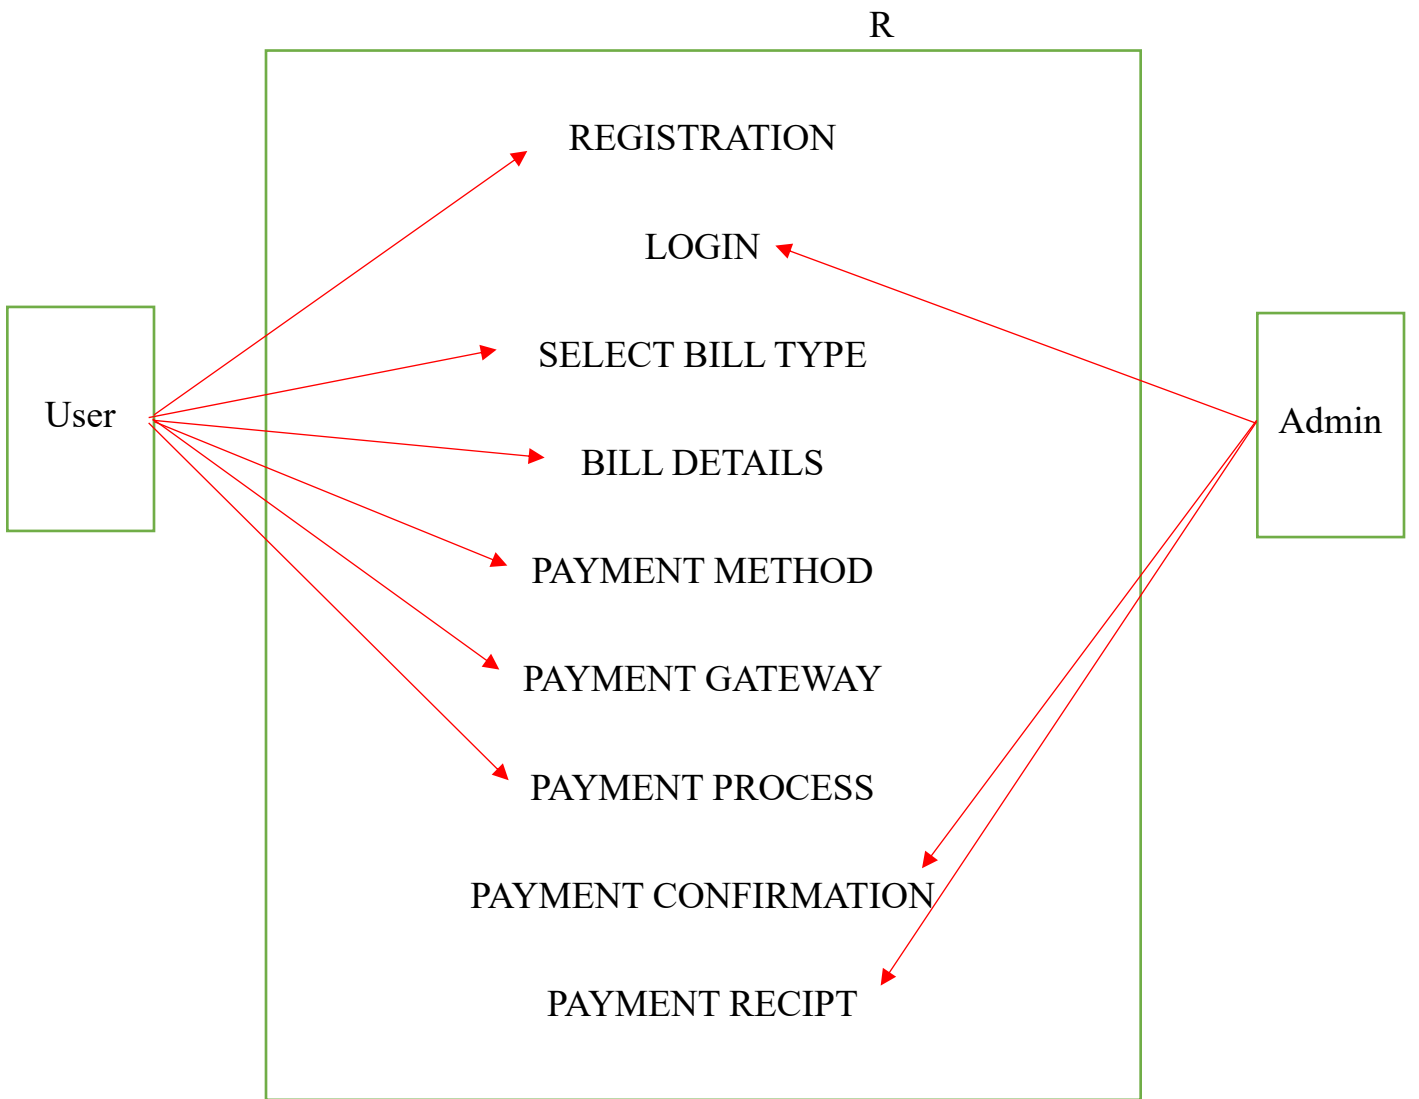 R
REGISTRATION
LOGIN
SELECT BILL TYPE
User
Admin
BILL DETAILS
PAYMENT METHOD
PAYMENT GATEWAY
PAYMENT PROCESS
PAYMENT CONFIRMATION
PAYMENT RECIPT